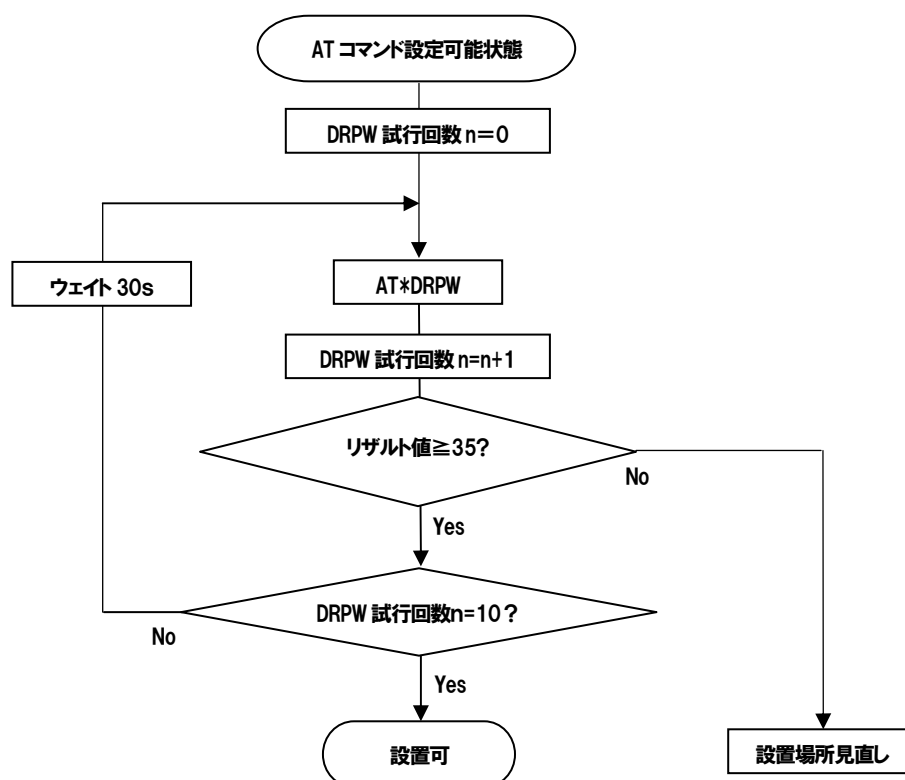 AT コマンド設定可能状態
DRPW 試行回数 n=0
ウェイト 30s
AT*DRPW
DRPW 試行回数 n=n+1
リザルト値≧35?
No
Yes
DRPW 試行回数n=10?
No
Yes
設置可
設置場所見直し